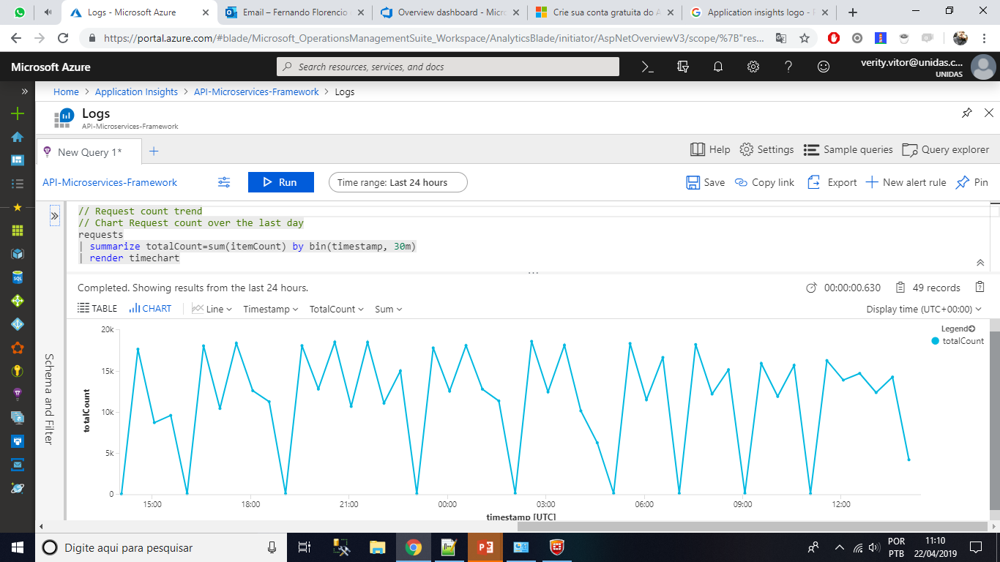 Logs - Microsoft Azure
Email – Fernando Florencio
Overview dashboard - Micr
Crie sua conta gratuita do A
Application insights logo - P
https://portal.azure.com/#blade/Microsoft_OperationsManagementSuite_Workspace/AnalyticsBlade/initiator/AspNetOverviewV3/scope/%7B"res...
Microsoft Azure
Search resources, services, and docs
verity.vitor@unidas.c...
UNIDAS
Home > Application Insights > API-Microservices-Framework > Logs
Logs
API-Microservices-Framework
New Query 1*
Help
Settings
Sample queries
Query explorer
API-Microservices-Framework
Run
Time range: Last 24 hours
Save
Copy link
Export
New alert rule
Pin
// Request count trend
// Chart Request count over the last day
requests
| summarize totalCount=sum(itemCount) by bin(timestamp, 30m)
| render timechart
Completed. Showing results from the last 24 hours.
00:00:00.630
49 records
TABLE
CHART
Line
Timestamp
TotalCount
Sum
Display time (UTC+00:00)
Schema and Filter
Legend
totalCount
totalCount
20k
15k
10k
5k
0
15:00
18:00
21:00
00:00
03:00
06:00
09:00
12:00
timestamp [UTC]
Digite aqui para pesquisar
POR
PTB
11:10
22/04/2019